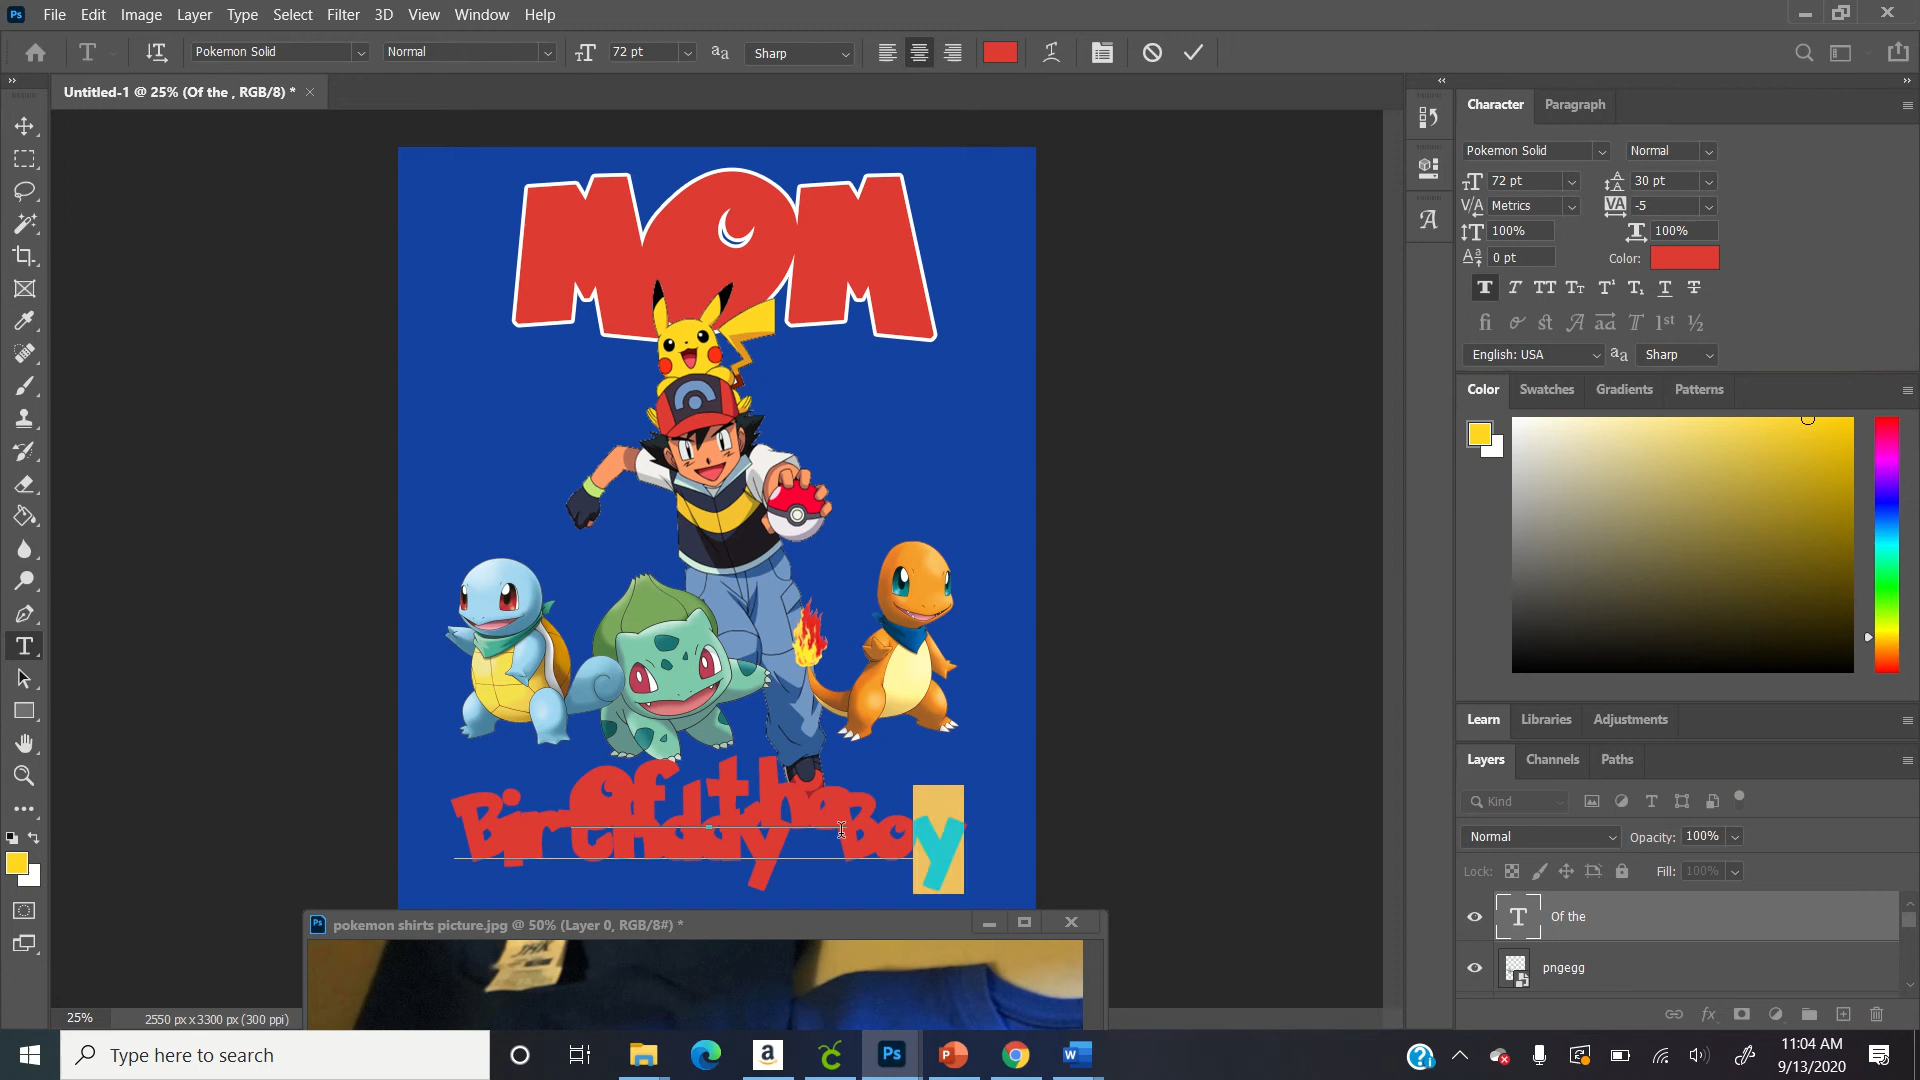 Ps File Edit Image Layer Type Select Filter 3D View Window Help
Pokemon Solid Normal 72 pt Sharp
Untitled-1 @ 25% (Of the , RGB/8) *
Character Paragraph
Pokemon Solid Normal
72 pt 30 pt
Metrics -5
100% 100%
0 pt Color:
English: USA Sharp
Color Swatches Gradients Patterns
MOM
Of the
Birthday Boy
Learn Libraries Adjustments
Layers Channels Paths
Kind
Normal Opacity: 100%
Lock: Fill: 100%
Of the
pngegg
Ps pokemon shirts picture.jpg @ 50% (Layer 0, RGB/8#) *
25% 2550 px x 3300 px (300 ppi)
Type here to search
11:04 AM
9/13/2020